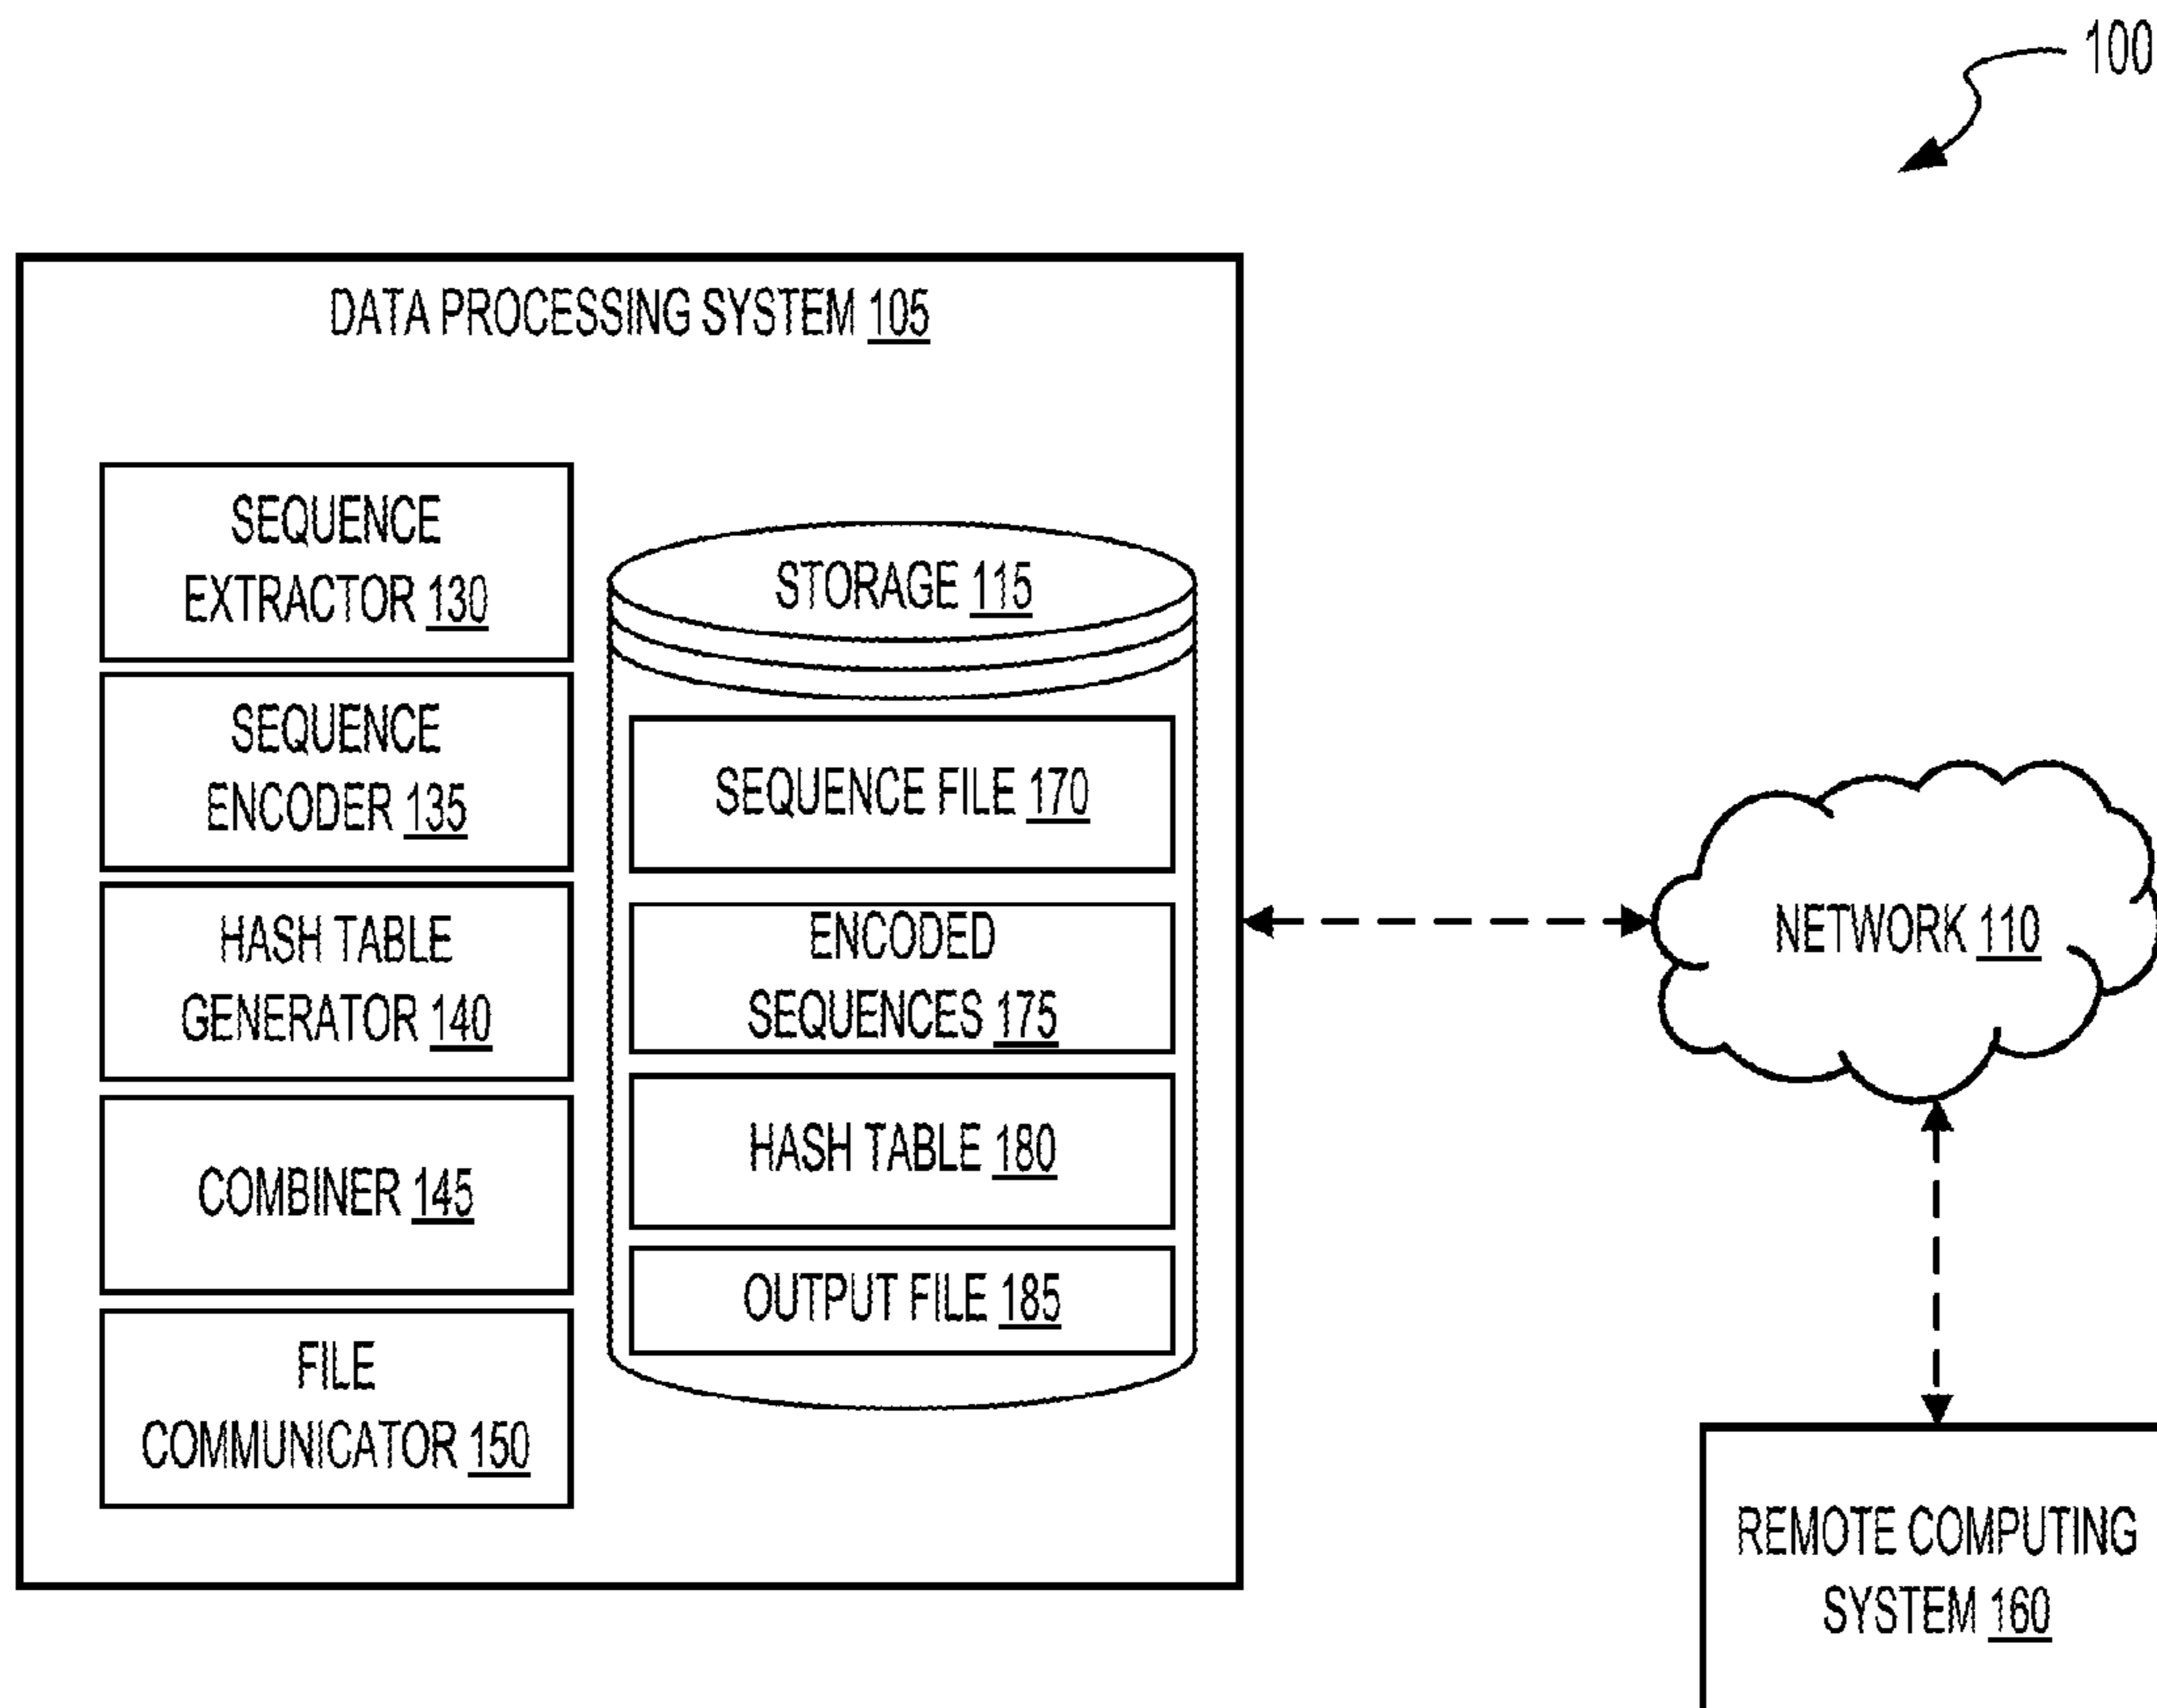 100
DATA PROCESSING SYSTEM 105
SEQUENCE
EXTRACTOR 130
SEQUENCE
ENCODER 135
HASH TABLE
GENERATOR 140
COMBINER 145
FILE
COMMUNICATOR 150
STORAGE 115
SEQUENCE FILE 170
ENCODED
SEQUENCES 175
HASH TABLE 180
OUTPUT FILE 185
NETWORK 110
REMOTE COMPUTING
SYSTEM 160